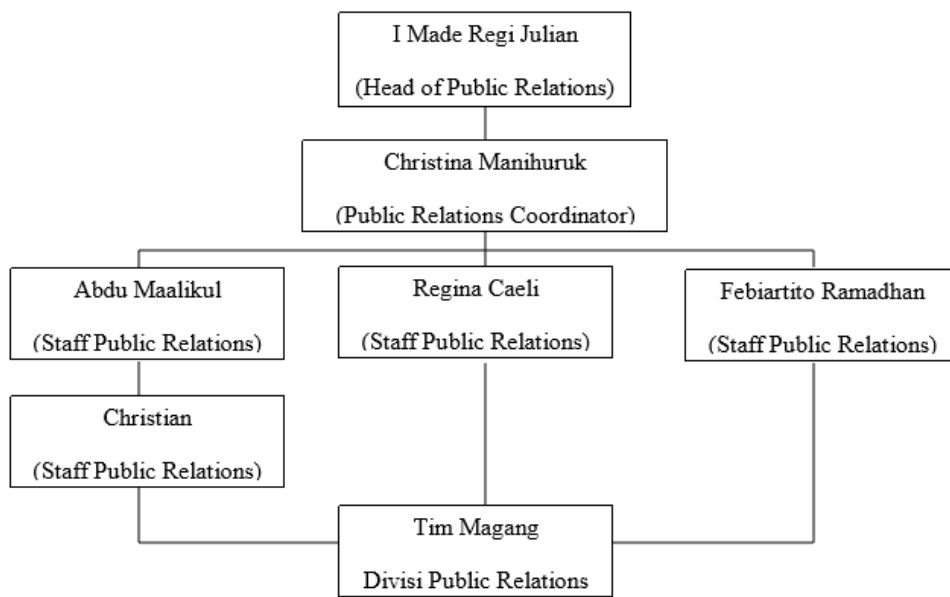 I Made Regi Julian
(Head of Public Relations)
Christina Manihuruk
(Public Relations Coordinator)
Abdu Maalikul
(Staff Public Relations)
Regina Caeli
(Staff Public Relations)
Febiartito Ramadhan
(Staff Public Relations)
Christian
(Staff Public Relations)
Tim Magang
Divisi Public Relations